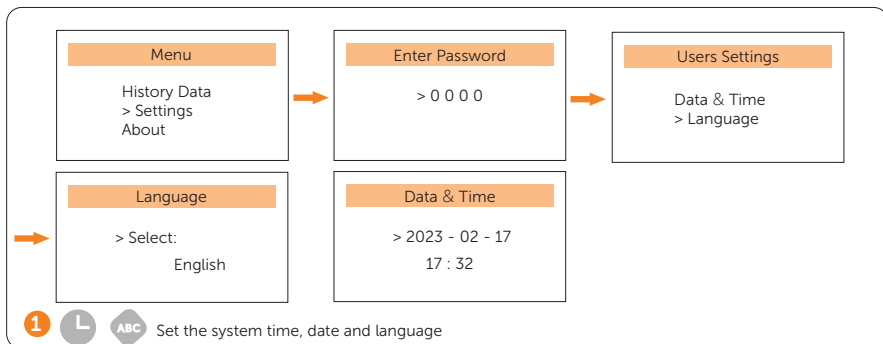 Menu
History Data
> Settings
About
Enter Password
> 0 0 0 0
Users Settings
Data & Time
> Language
Language
> Select:
English
Data & Time
> 2023 - 02 - 17
17 : 32
1 ABC Set the system time, date and language